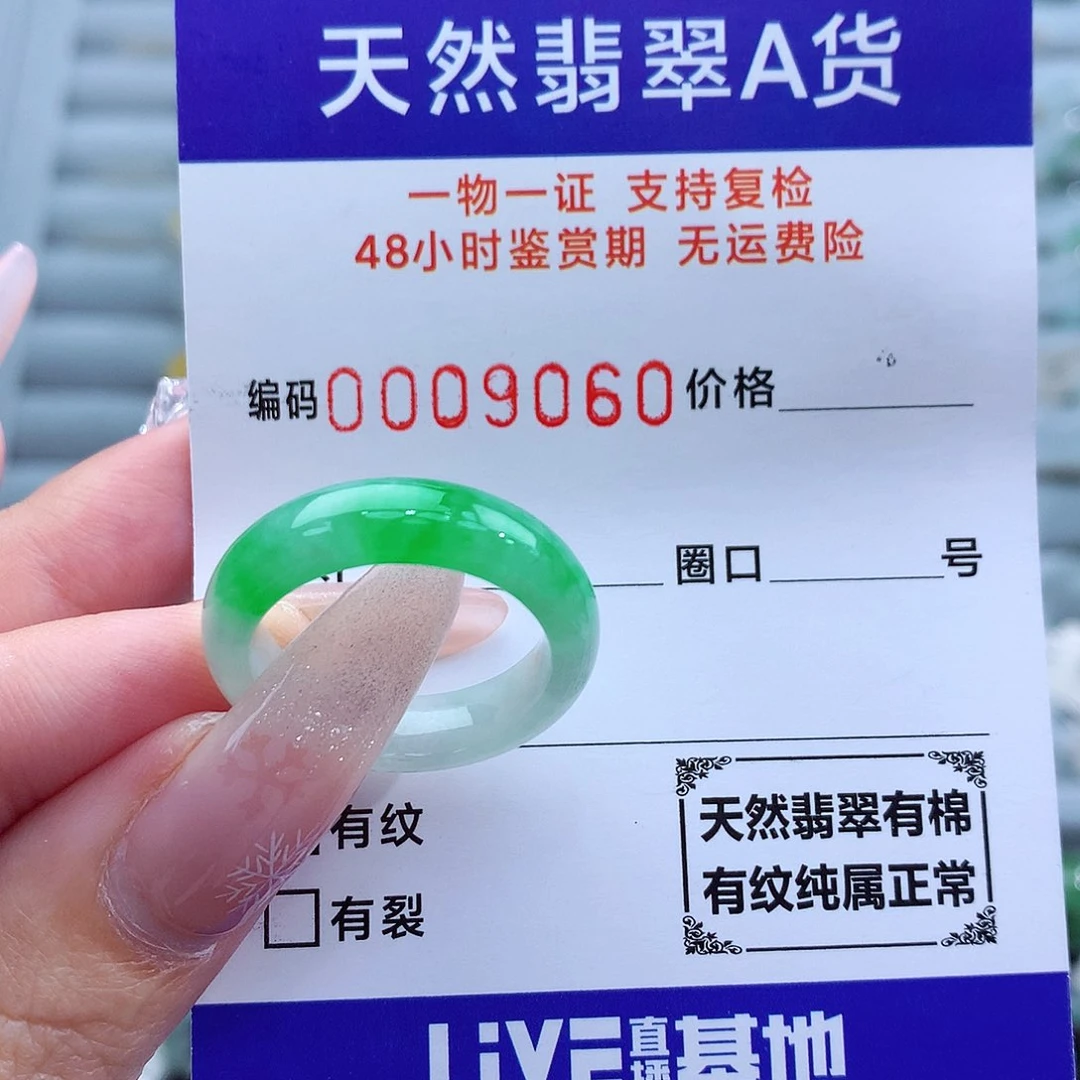 天然翡翠A货
一物一证 支持复检
48小时鉴赏期 无运费险
编码0009060价格
圈口 号
有纹
有裂
天然翡翠有棉
有纹纯属正常
LiVE直播基地